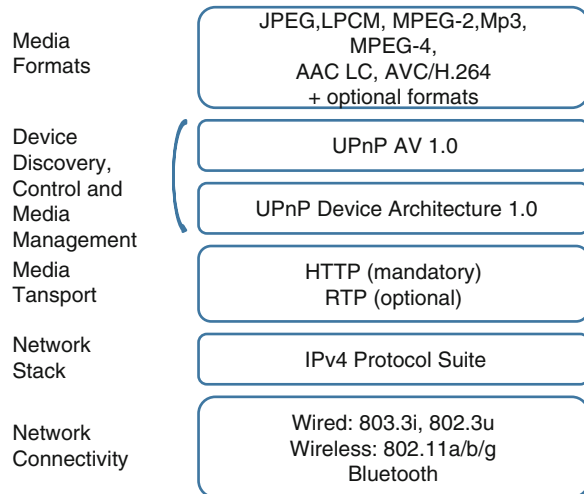 Media
Formats
JPEG,LPCM, MPEG-2,Mp3,
MPEG-4,
AAC LC, AVC/H.264
+ optional formats
Device
Discovery,
Control and
Media
Management
UPnP AV 1.0
UPnP Device Architecture 1.0
Media
Tansport
HTTP (mandatory)
RTP (optional)
Network
Stack
IPv4 Protocol Suite
Network
Connectivity
Wired: 803.3i, 802.3u
Wireless: 802.11a/b/g
Bluetooth